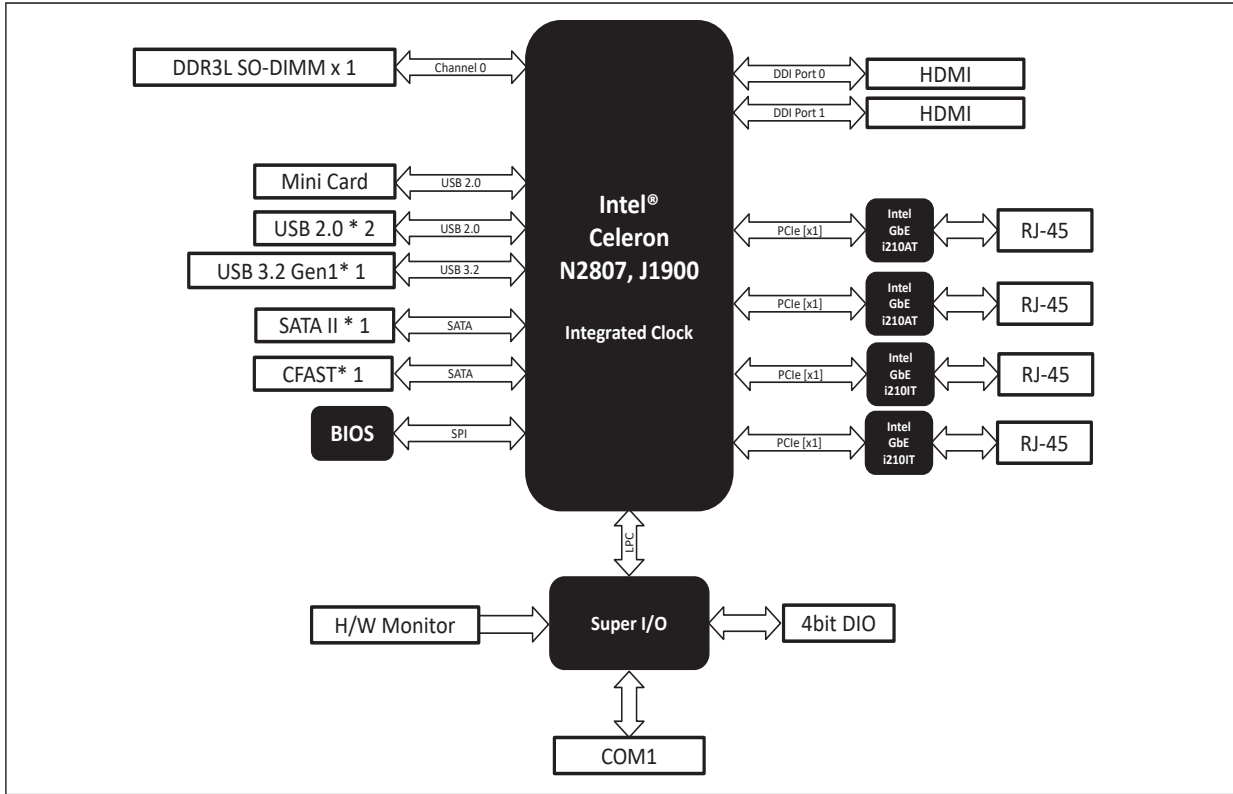 DDR3L SO-DIMM x 1
Channel 0
DDI Port 0
HDMI
DDI Port 1
HDMI
Mini Card
USB 2.0
USB 2.0 * 2
USB 2.0
USB 3.2 Gen1* 1
USB 3.2
SATA II * 1
SATA
CFAST* 1
SATA
BIOS
SPI
Intel®
Celeron
N2807, J1900
Integrated Clock
PCIe [x1]
Intel
GbE
i210AT
RJ-45
PCIe [x1]
Intel
GbE
i210AT
RJ-45
PCIe [x1]
Intel
GbE
i210IT
RJ-45
PCIe [x1]
Intel
GbE
i210IT
RJ-45
LPC
H/W Monitor
Super I/O
4bit DIO
COM1